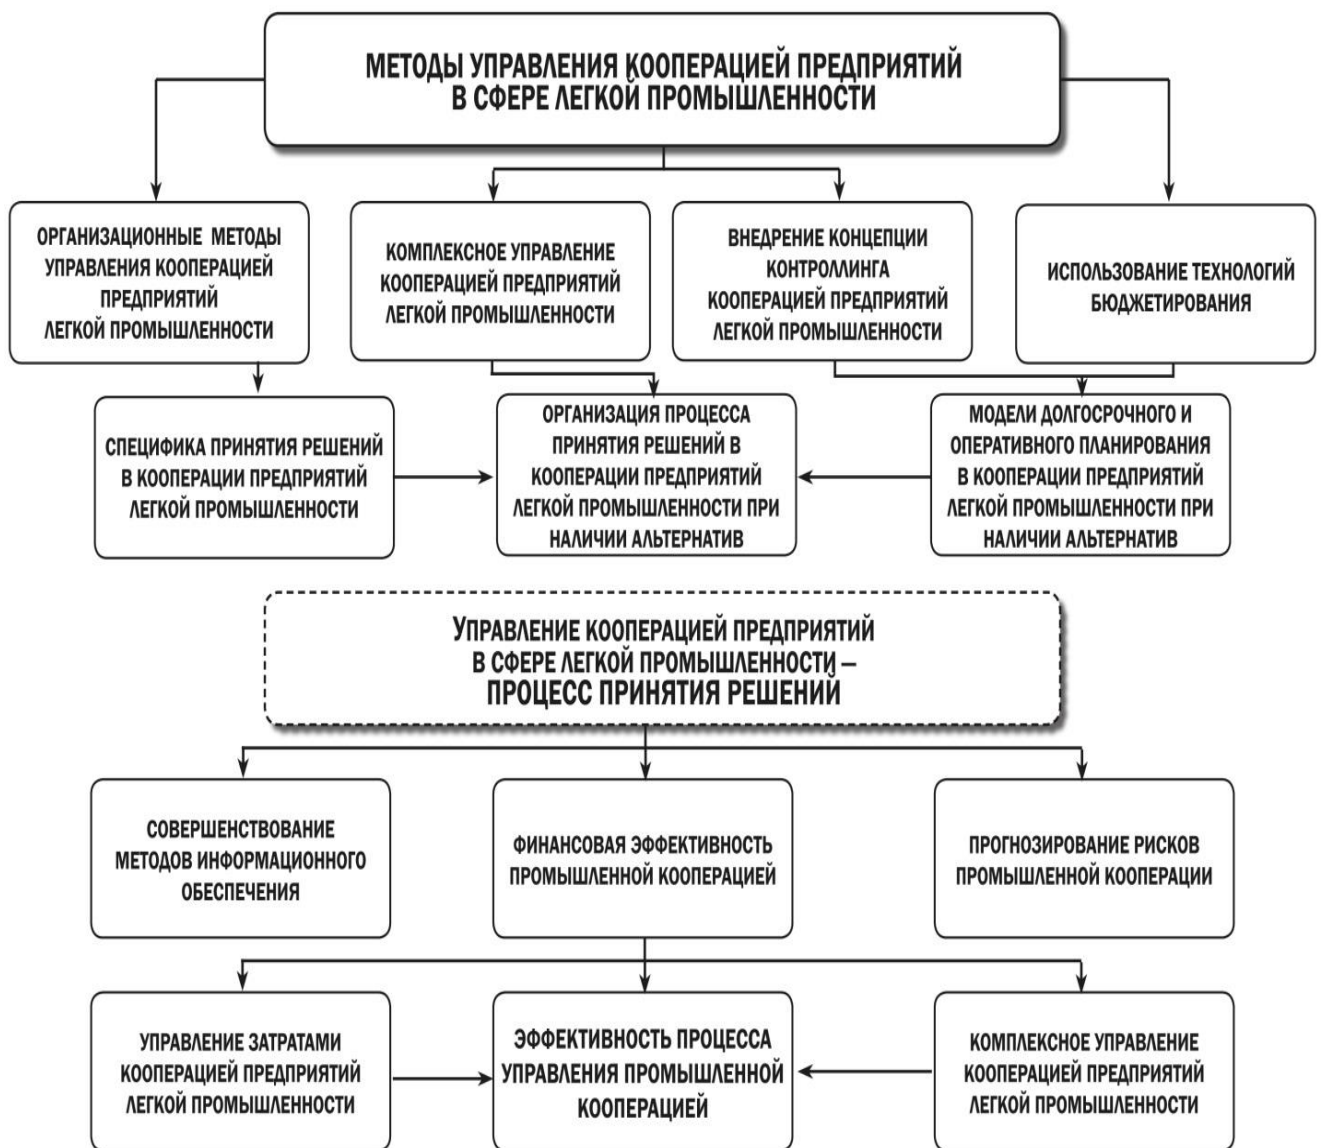 МЕТОДЫ УПРАВЛЕНИЯ КООПЕРАЦИЕЙ ПРЕДПРИЯТИЙ
В СФЕРЕ ЛЕГКОЙ ПРОМЫШЛЕННОСТИ
ОРГАНИЗАЦИОННЫЕ МЕТОДЫ
УПРАВЛЕНИЯ КООПЕРАЦИЕЙ
ПРЕДПРИЯТИЙ
ЛЕГКОЙ ПРОМЫШЛЕННОСТИ
КОМПЛЕКСНОЕ УПРАВЛЕНИЕ
КООПЕРАЦИЕЙ ПРЕДПРИЯТИЙ
ЛЕГКОЙ ПРОМЫШЛЕННОСТИ
ВНЕДРЕНИЕ КОНЦЕПЦИИ
КОНТРОЛЛИНГА
КООПЕРАЦИЕЙ ПРЕДПРИЯТИЙ
ЛЕГКОЙ ПРОМЫШЛЕННОСТИ
ИСПОЛЬЗОВАНИЕ ТЕХНОЛОГИЙ
БЮДЖЕТИРОВАНИЯ
СПЕЦИФИКА ПРИНЯТИЯ РЕШЕНИЙ
В КООПЕРАЦИИ ПРЕДПРИЯТИЙ
ЛЕГКОЙ ПРОМЫШЛЕННОСТИ
ОРГАНИЗАЦИЯ ПРОЦЕССА
ПРИНЯТИЯ РЕШЕНИЙ В
КООПЕРАЦИИ ПРЕДПРИЯТИЙ
ЛЕГКОЙ ПРОМЫШЛЕННОСТИ ПРИ
НАЛИЧИИ АЛЬТЕРНАТИВ
МОДЕЛИ ДОЛГОСРОЧНОГО И
ОПЕРАТИВНОГО ПЛАНИРОВАНИЯ
В КООПЕРАЦИИ ПРЕДПРИЯТИЙ
ЛЕГКОЙ ПРОМЫШЛЕННОСТИ ПРИ
НАЛИЧИИ АЛЬТЕРНАТИВ
УПРАВЛЕНИЕ КООПЕРАЦИЕЙ ПРЕДПРИЯТИЙ
В СФЕРЕ ЛЕГКОЙ ПРОМЫШЛЕННОСТИ –
ПРОЦЕСС ПРИНЯТИЯ РЕШЕНИЙ
СОВЕРШЕНСТВОВАНИЕ
МЕТОДОВ ИНФОРМАЦИОННОГО
ОБЕСПЕЧЕНИЯ
ФИНАНСОВАЯ ЭФФЕКТИВНОСТЬ
ПРОМЫШЛЕННОЙ КООПЕРАЦИЕЙ
ПРОГНОЗИРОВАНИЕ РИСКОВ
ПРОМЫШЛЕННОЙ КООПЕРАЦИИ
УПРАВЛЕНИЕ ЗАТРАТАМИ
КООПЕРАЦИЕЙ ПРЕДПРИЯТИЙ
ЛЕГКОЙ ПРОМЫШЛЕННОСТИ
ЭФФЕКТИВНОСТЬ ПРОЦЕССА
УПРАВЛЕНИЯ ПРОМЫШЛЕННОЙ
КООПЕРАЦИЕЙ
КОМПЛЕКСНОЕ УПРАВЛЕНИЕ
КООПЕРАЦИЕЙ ПРЕДПРИЯТИЙ
ЛЕГКОЙ ПРОМЫШЛЕННОСТИ